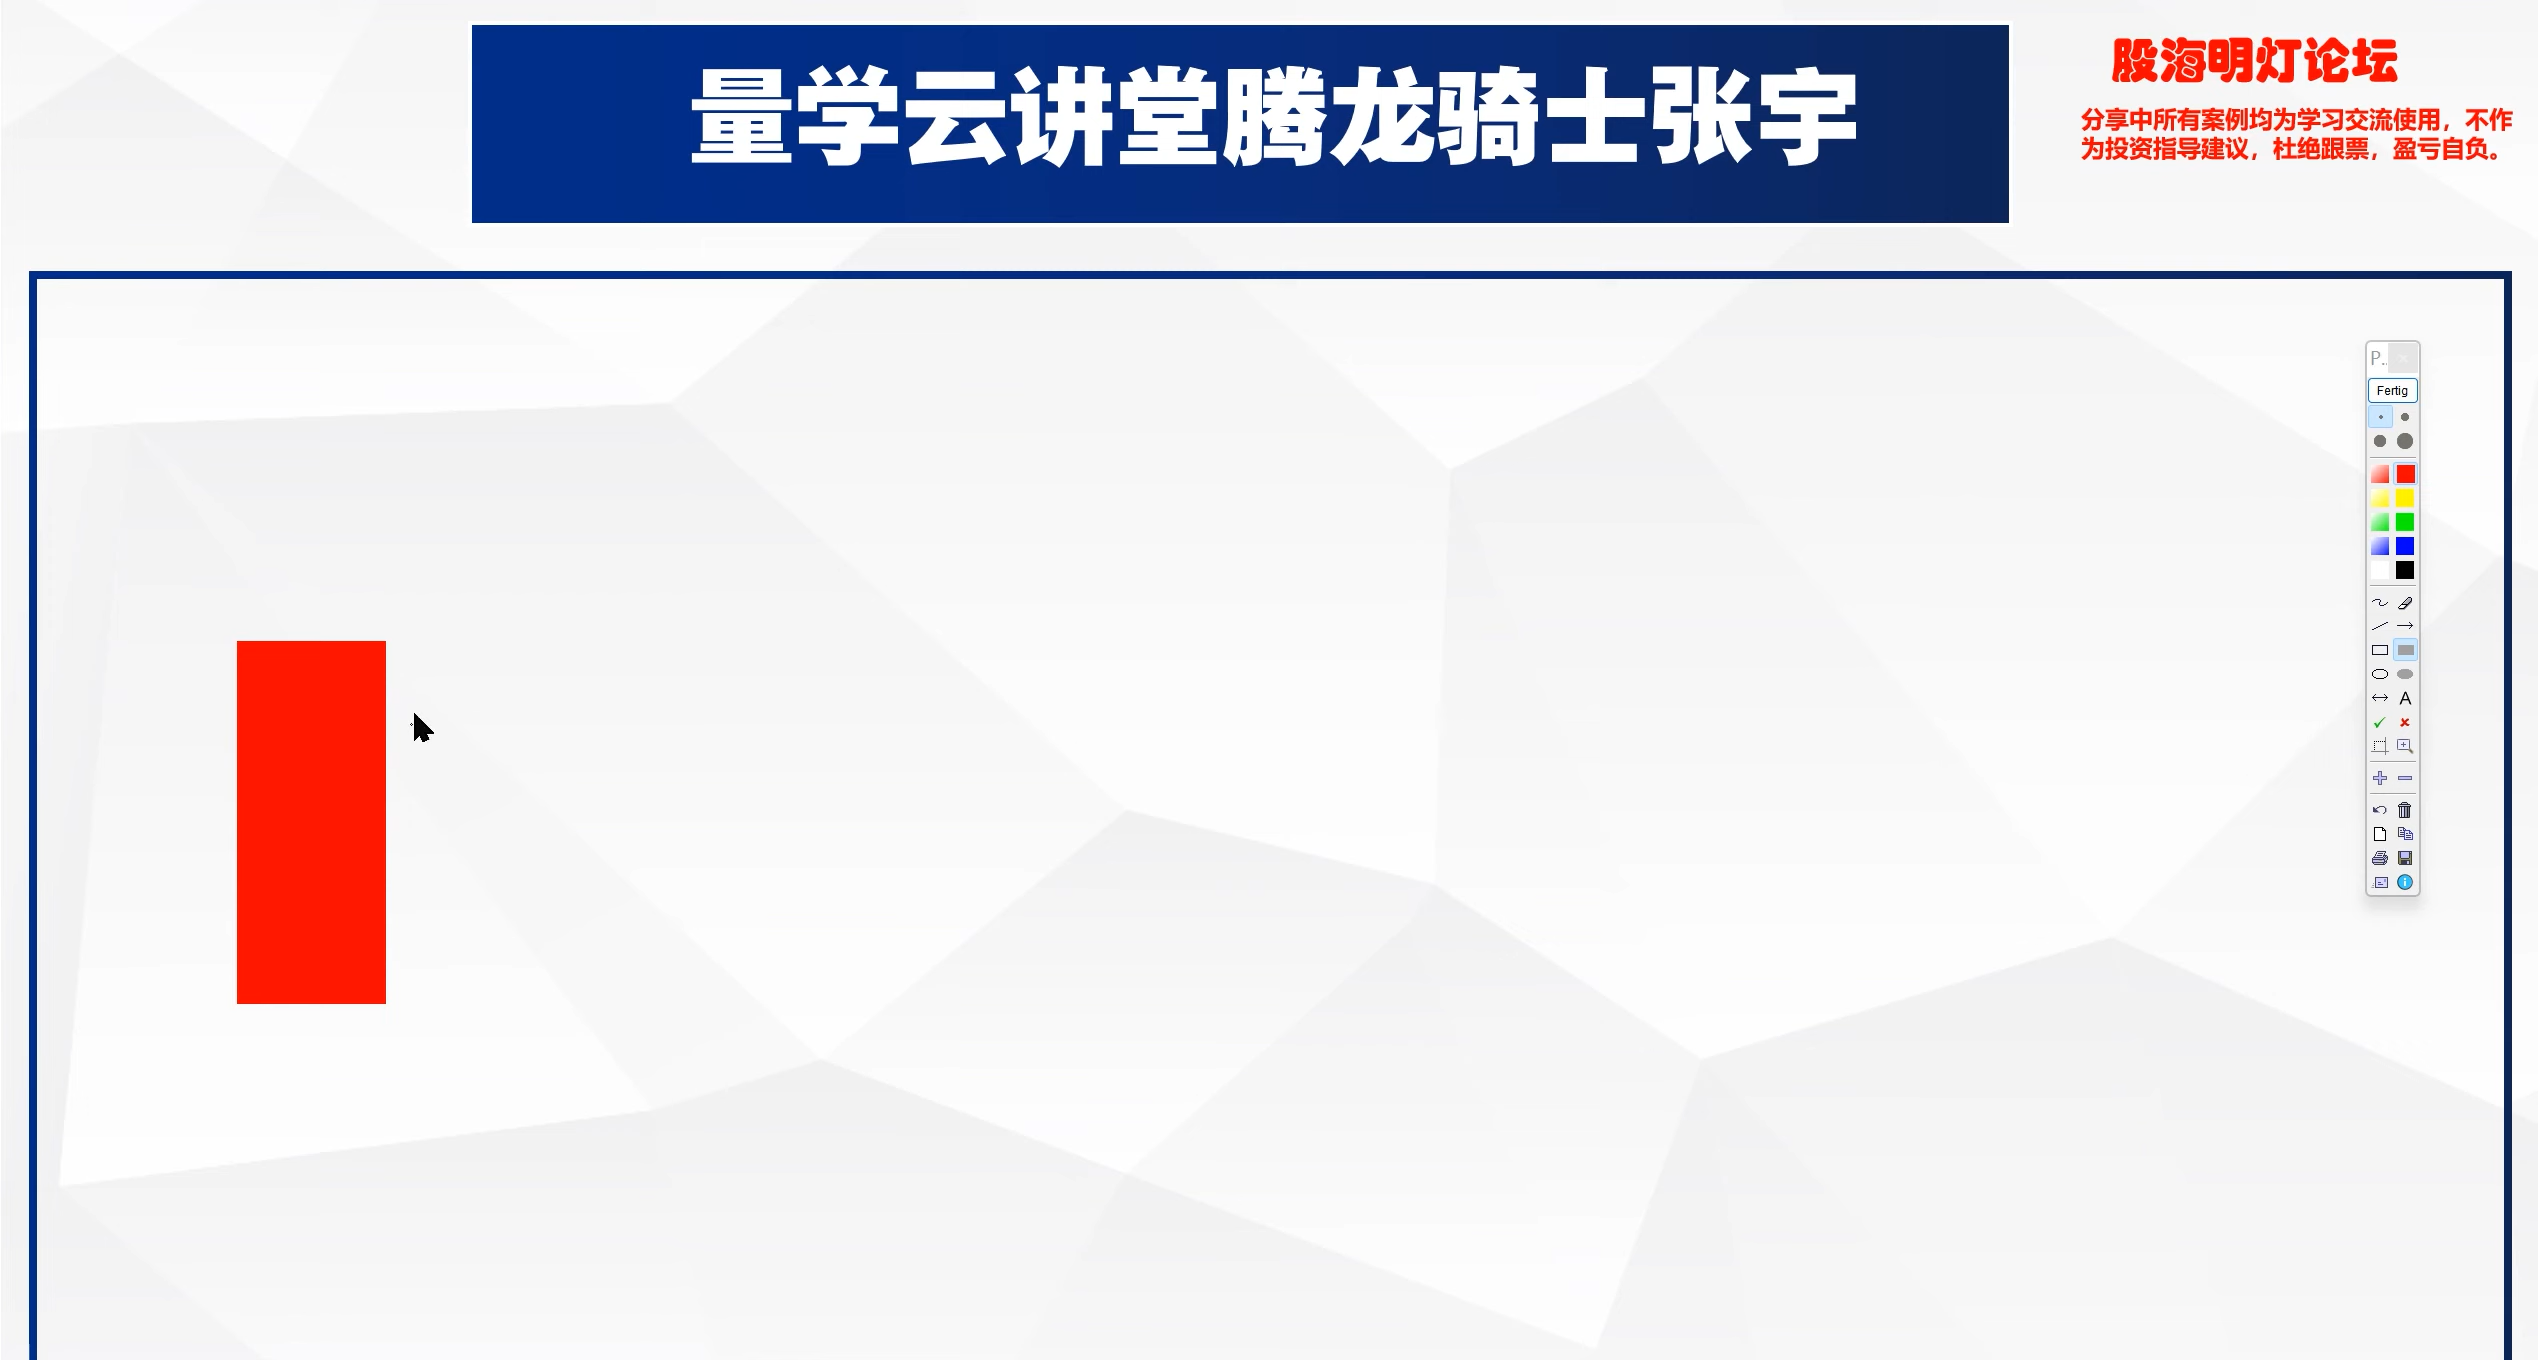 量学云讲堂腾龙骑士张宇
股海明灯论坛
分享中所有案例均为学习交流使用，不作
为投资指导建议，杜绝跟票，盈亏自负。
P..
Fertig
A